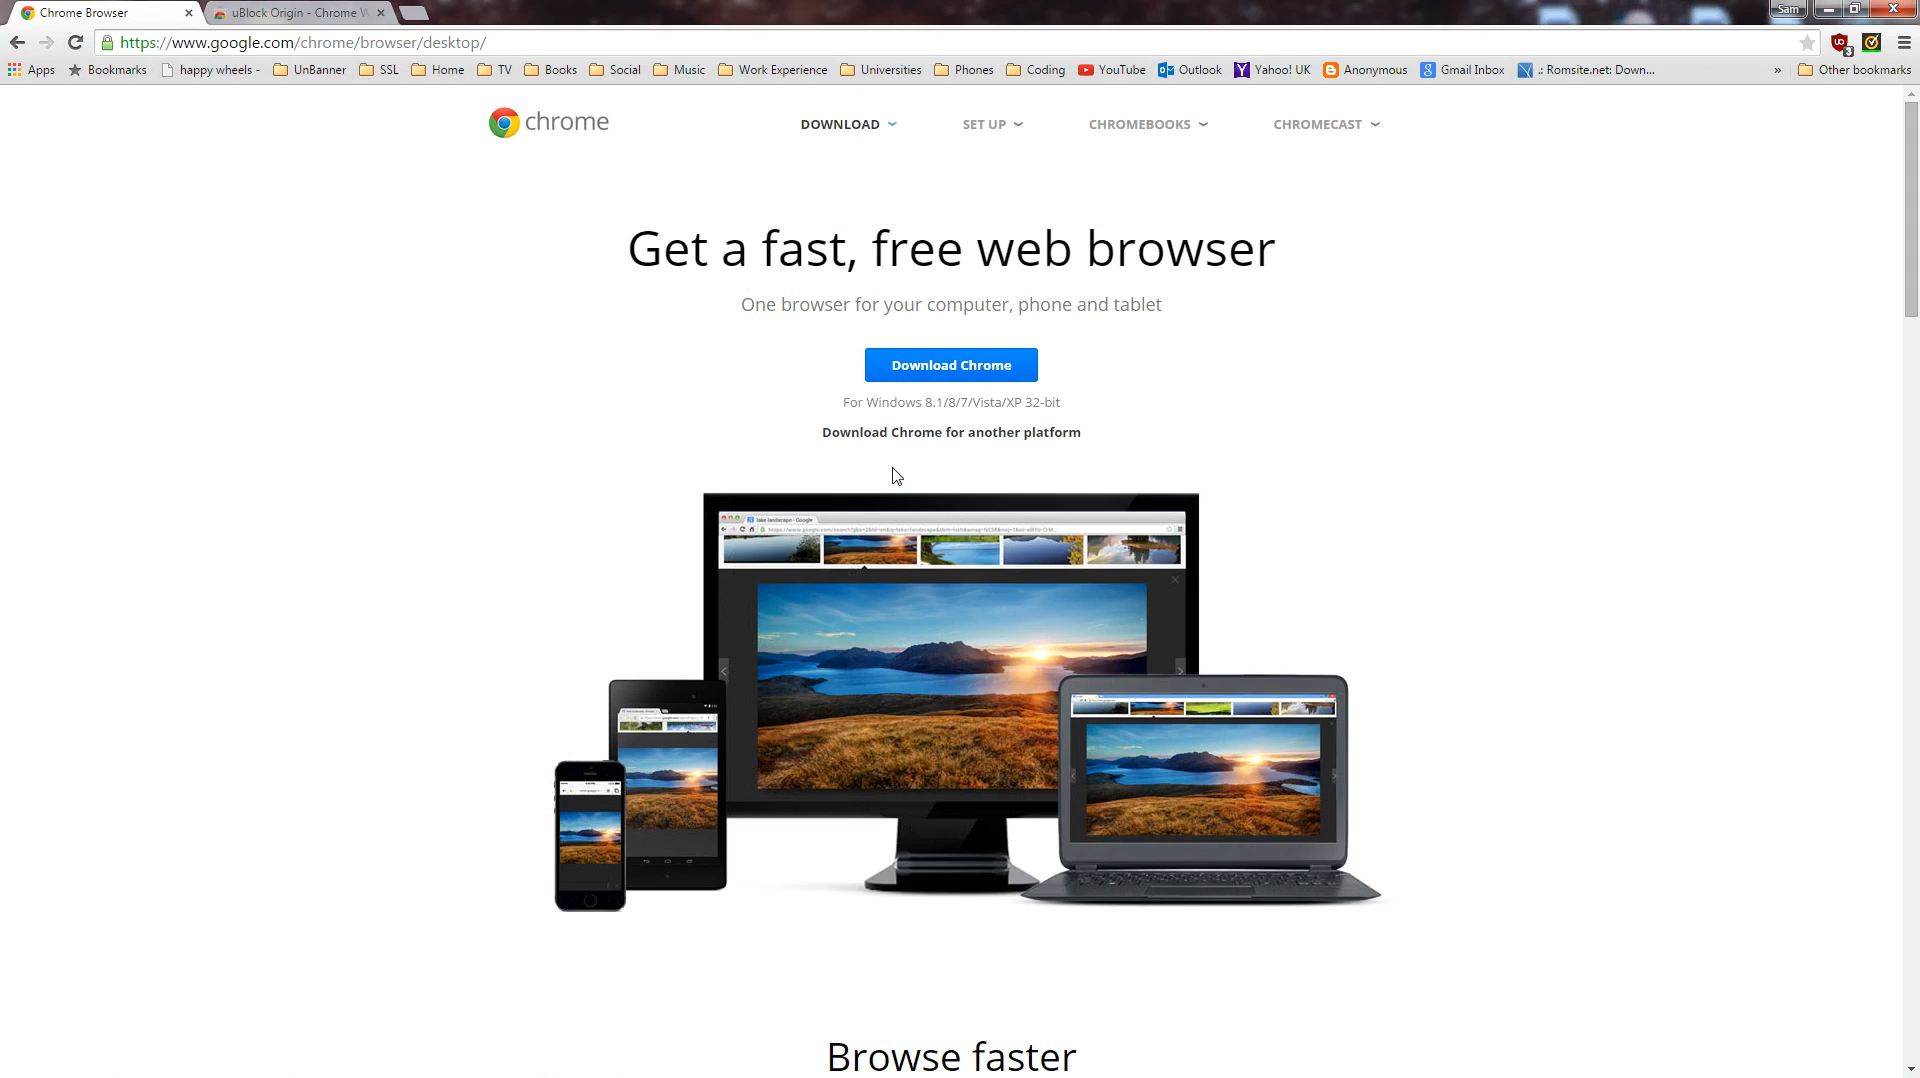 Chrome Browser
uBlock Origin - Chrome W
Sam
https://www.google.com/chrome/browser/desktop/
3
Apps Bookmarks happy wheels - UnBanner SSL Home TV Books Social Music Work Experience Universities Phones Coding YouTube Outlook Yahoo! UK Anonymous Gmail Inbox .: Romsite.net: Down... » Other bookmarks
chrome
DOWNLOAD SET UP CHROMEBOOKS CHROMECAST
Get a fast, free web browser
One browser for your computer, phone and tablet
Download Chrome
For Windows 8.1/8/7/Vista/XP 32-bit
Download Chrome for another platform
lake landscape - Google
Browse faster